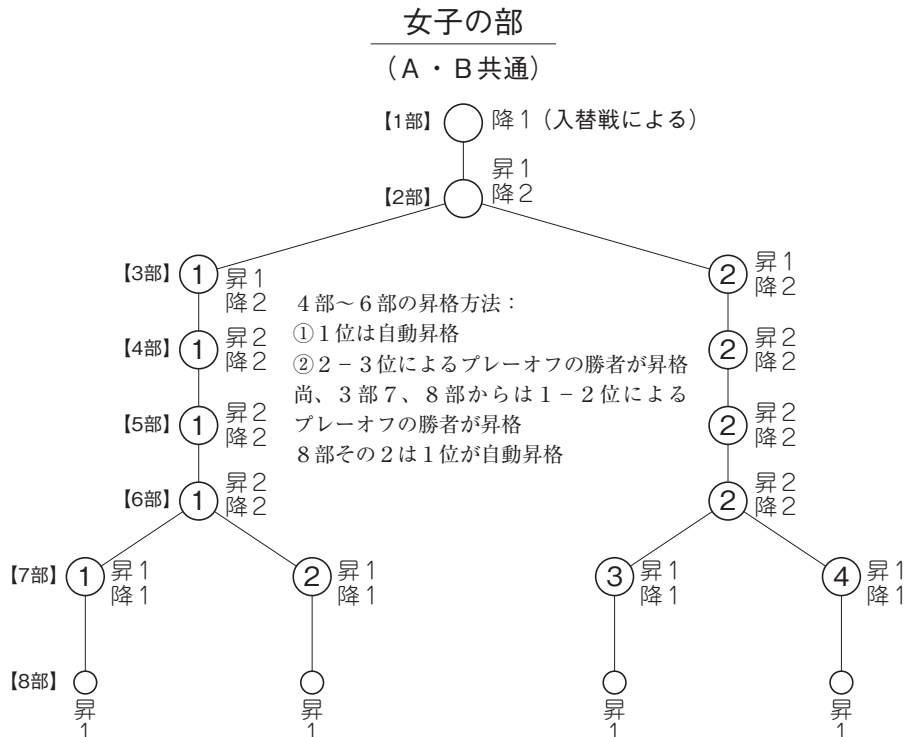 女子の部
（A・B共通）
【1部】 降1（入替戦による）
昇1
【2部】 降2
【3部】 1 昇1 2 昇1
降2 降2
４部～６部の昇格方法：
①１位は自動昇格
【4部】 1 昇2 2 昇2
降2 降2
②２－３位によるプレーオフの勝者が昇格
尚、３部７、８部からは１－２位による
【5部】 1 昇2 2 昇2
降2 降2
プレーオフの勝者が昇格
８部その２は１位が自動昇格
【6部】 1 昇2 2 昇2
降2 降2
【7部】 1 昇1 2 昇1 3 昇1 4 昇1
降1 降1 降1 降1
【8部】
昇 昇 昇 昇
1 1 1 1